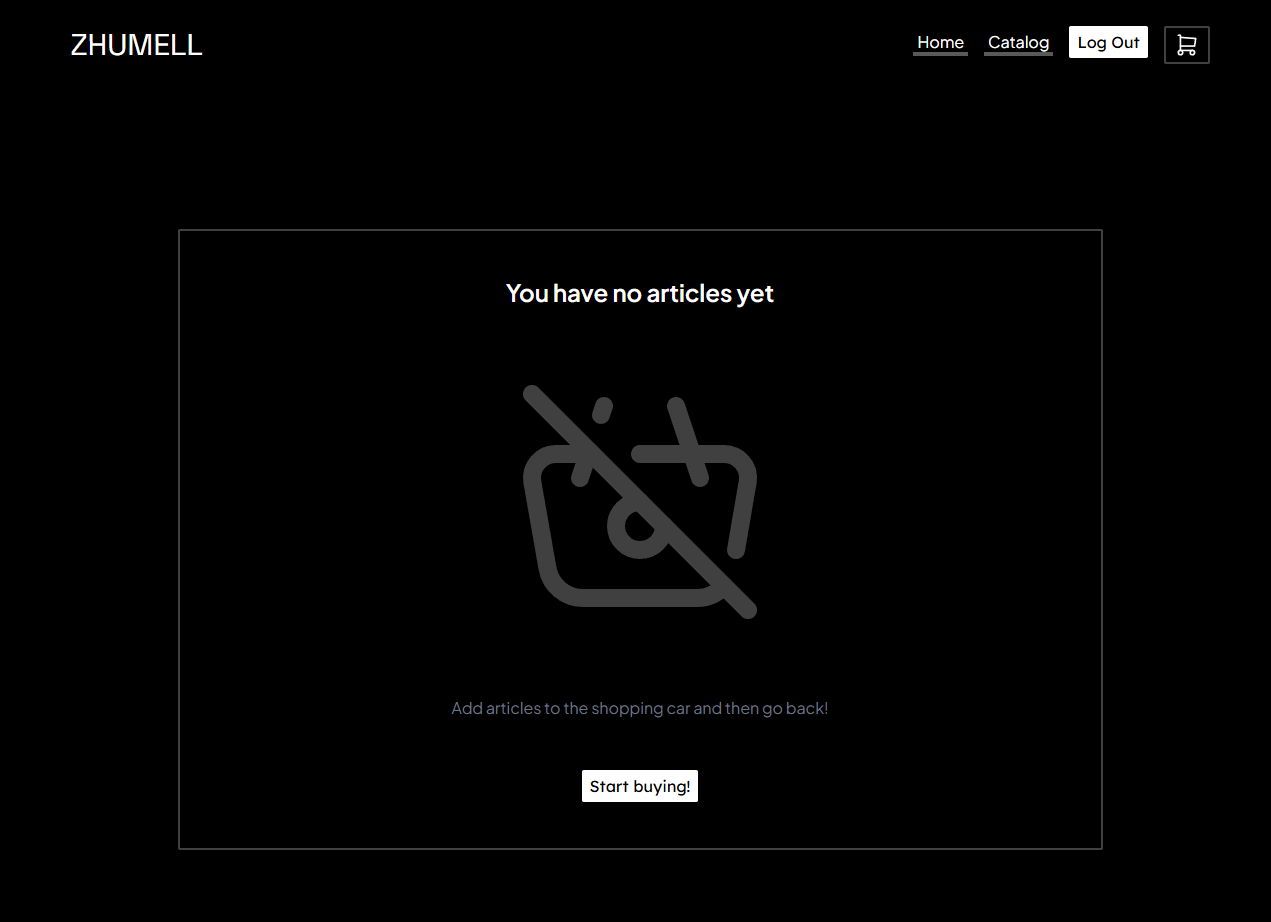 ZHUMELL
Home Catalog Log Out
You have no articles yet
Add articles to the shopping car and then go back!
Start buying!